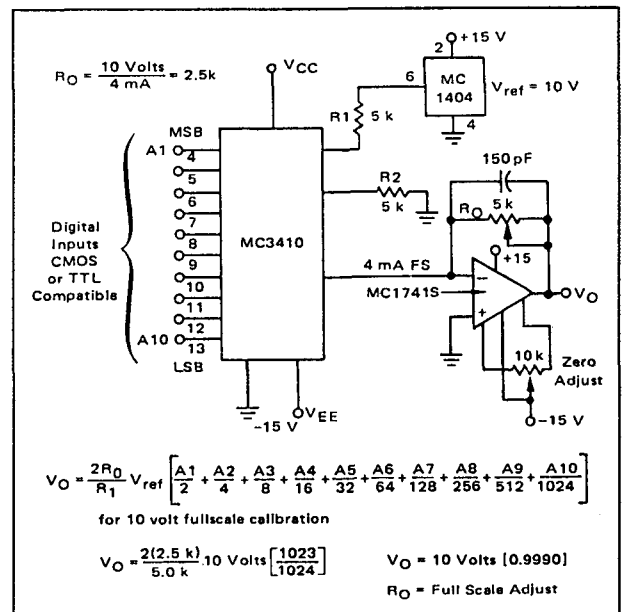 R_O = 10 Volts / 4 mA = 2.5k
V_CC
+15 V
2
6
MC 1404
V_ref = 10 V
4
R1
5 k
MSB
A1
4
5
6
7
8
9
10
11
12
13
A10
LSB
Digital Inputs CMOS or TTL Compatible
MC3410
R2
5 k
150 pF
R_O
5 k
4 mA FS
+15
MC1741S
−
+
V_O
10 k
Zero Adjust
−15 V
−15 V
V_EE
V_O = 2R_0 / R_1 V_ref [A1/2 + A2/4 + A3/8 + A4/16 + A5/32 + A6/64 + A7/128 + A8/256 + A9/512 + A10/1024]
for 10 volt fullscale calibration
V_O = 2(2.5 k) / 5.0 k .10 Volts [1023/1024]
V_O = 10 Volts [0.9990]
R_O = Full Scale Adjust